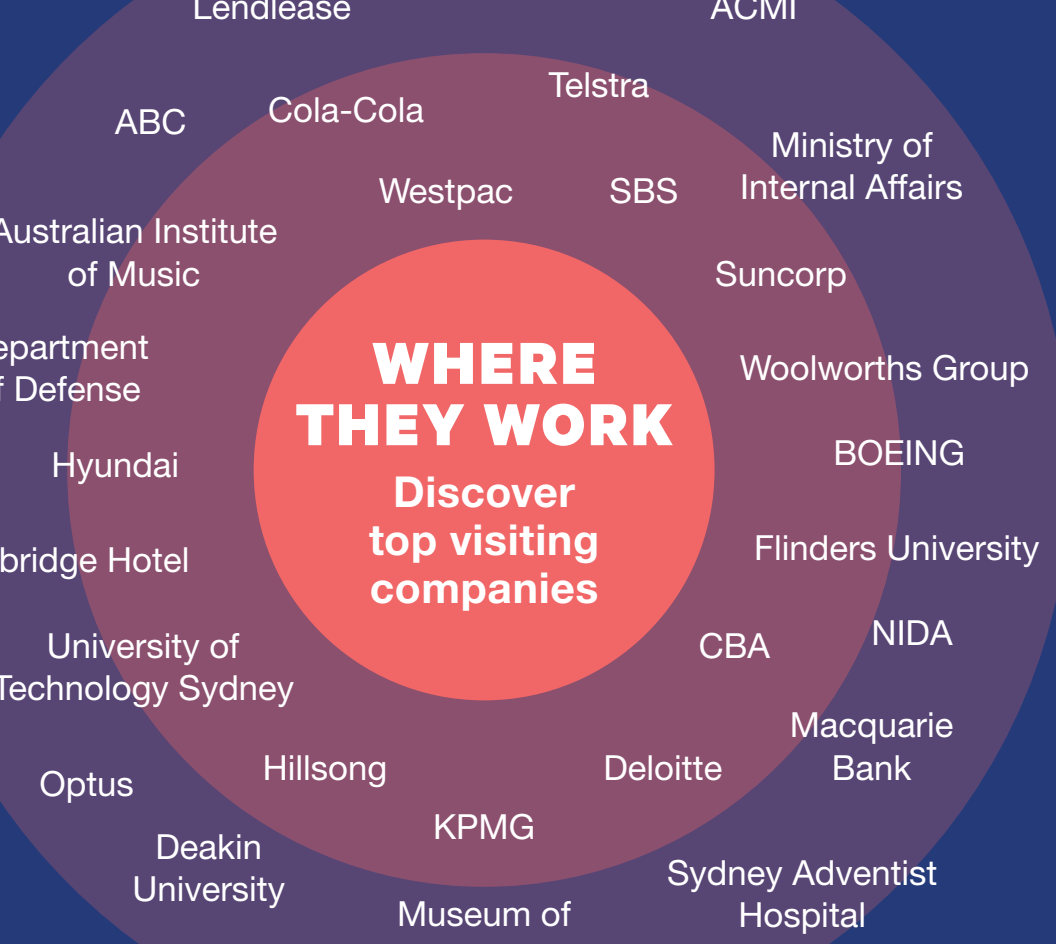 Lendlease
ACMI
Telstra
Cola-Cola
ABC
Ministry of
Internal Affairs
Westpac
SBS
Australian Institute
of Music
Suncorp
epartment
f Defense
WHERE
THEY WORK
Discover
top visiting
companies
Woolworths Group
Hyundai
BOEING
bridge Hotel
Flinders University
University of
Technology Sydney
CBA
NIDA
Macquarie
Bank
Hillsong
Deloitte
Optus
KPMG
Deakin
University
Sydney Adventist
Hospital
Museum of